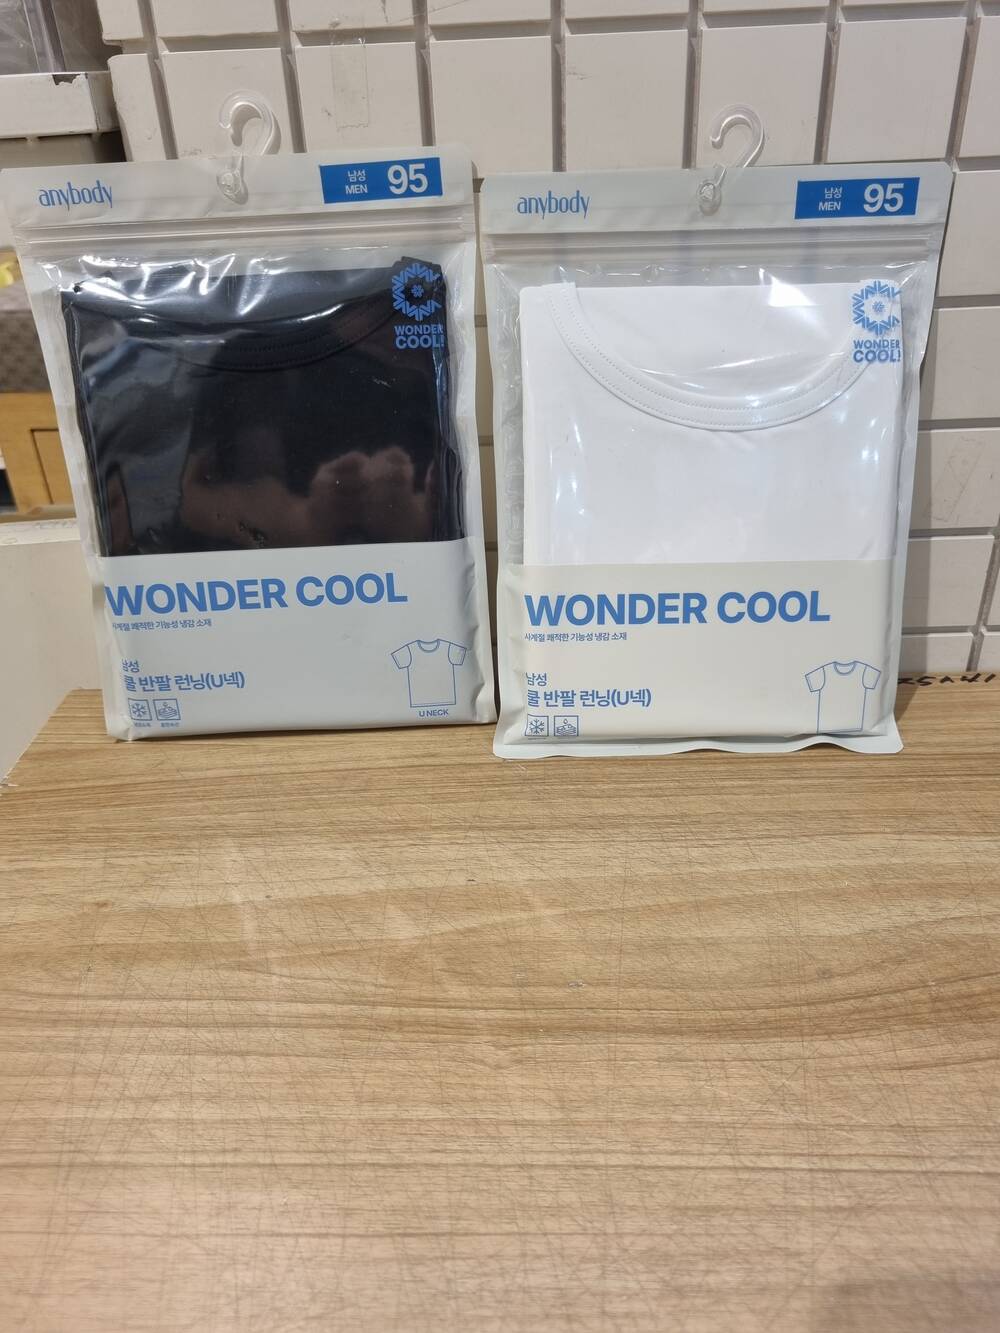 anybody
남성
MEN
95
WONDER
COOL!
WONDER COOL
사계절 쾌적한 기능성 냉감 소재
남성
쿨 반팔 런닝(U넥)
U NECK
anybody
남성
MEN
95
WONDER
COOL!
WONDER COOL
사계절 쾌적한 기능성 냉감 소재
남성
쿨 반팔 런닝(U넥)